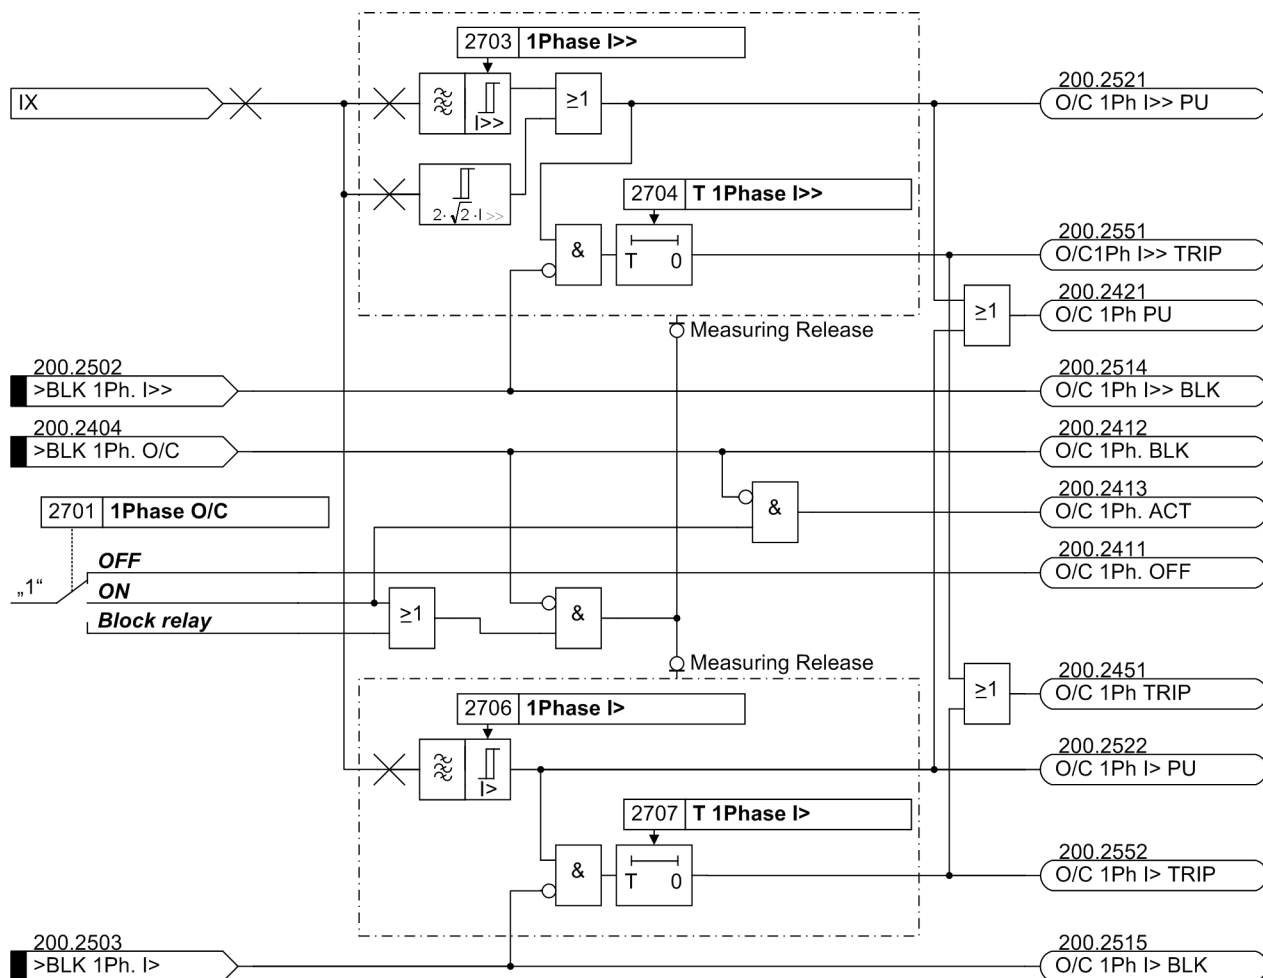 2703 1Phase I>>
IX
I>>
≥1
200.2521
O/C 1Ph I>> PU
2·√2·I>>
2704 T 1Phase I>>
&
T 0
200.2551
O/C1Ph I>> TRIP
≥1
200.2421
O/C 1Ph PU
Measuring Release
200.2502
>BLK 1Ph. I>>
200.2514
O/C 1Ph I>> BLK
200.2404
>BLK 1Ph. O/C
200.2412
O/C 1Ph. BLK
2701 1Phase O/C
&
200.2413
O/C 1Ph. ACT
OFF
200.2411
O/C 1Ph. OFF
„1“
ON
≥1
&
Block relay
Measuring Release
≥1
200.2451
O/C 1Ph TRIP
2706 1Phase I>
I>
200.2522
O/C 1Ph I> PU
2707 T 1Phase I>
&
T 0
200.2552
O/C 1Ph I> TRIP
200.2503
>BLK 1Ph. I>
200.2515
O/C 1Ph I> BLK